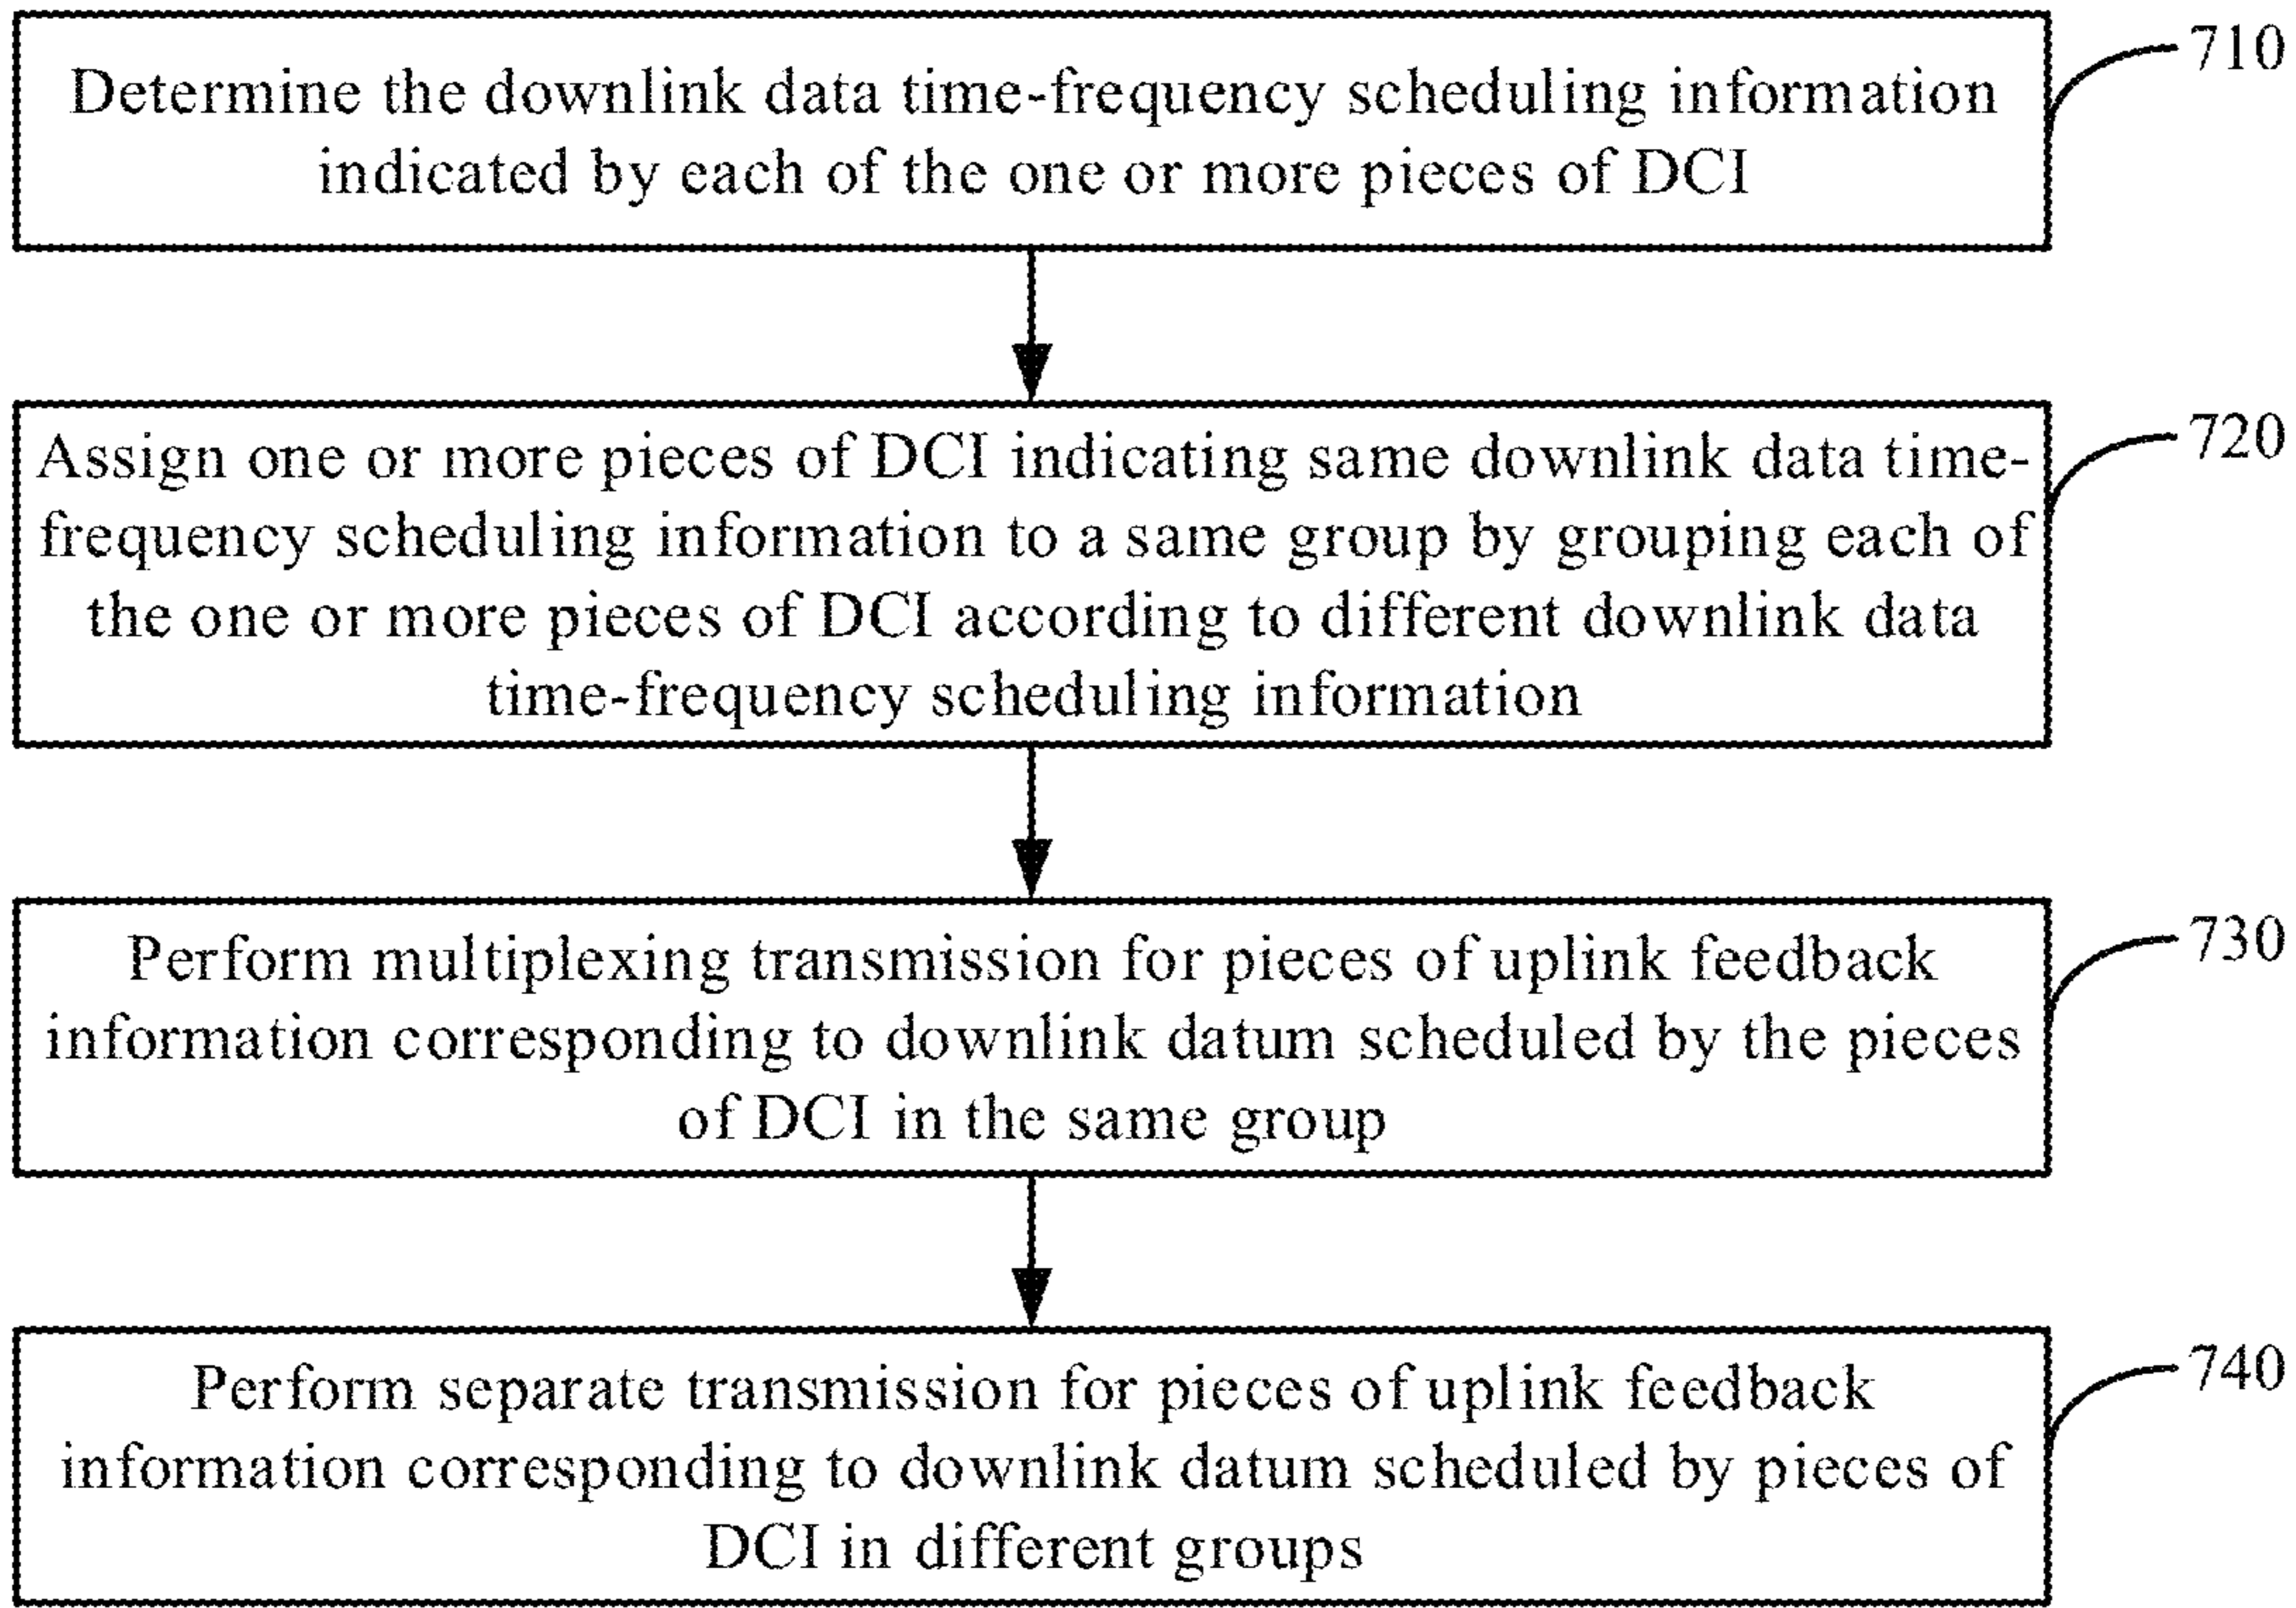 Determine the downlink data time-frequency scheduling information
indicated by each of the one or more pieces of DCI
710
Assign one or more pieces of DCI indicating same downlink data time-
frequency scheduling information to a same group by grouping each of
the one or more pieces of DCI according to different downlink data
time-frequency scheduling information
720
Perform multiplexing transmission for pieces of uplink feedback
information corresponding to downlink datum scheduled by the pieces
of DCI in the same group
730
Perform separate transmission for pieces of uplink feedback
information corresponding to downlink datum scheduled by pieces of
DCI in different groups
740